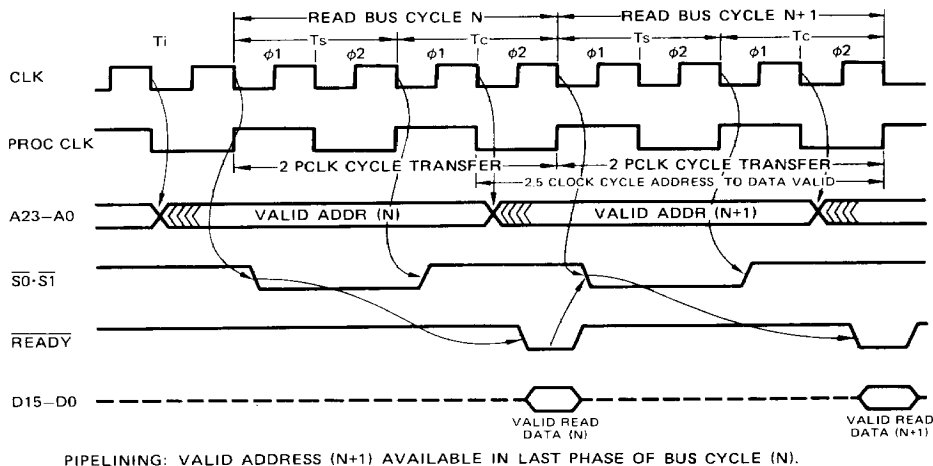 READ BUS CYCLE N
READ BUS CYCLE N+1
Ti
Ts
Tc
Ts
Tc
ϕ1
ϕ2
ϕ1
ϕ2
ϕ1
ϕ2
ϕ1
ϕ2
CLK
PROC CLK
2 PCLK CYCLE TRANSFER
2 PCLK CYCLE TRANSFER
2.5 CLOCK CYCLE ADDRESS TO DATA VALID
A23–A0
VALID ADDR (N)
VALID ADDR (N+1)
S0·S1
READY
D15–D0
VALID READ
DATA (N)
VALID READ
DATA (N+1)
PIPELINING: VALID ADDRESS (N+1) AVAILABLE IN LAST PHASE OF BUS CYCLE (N).